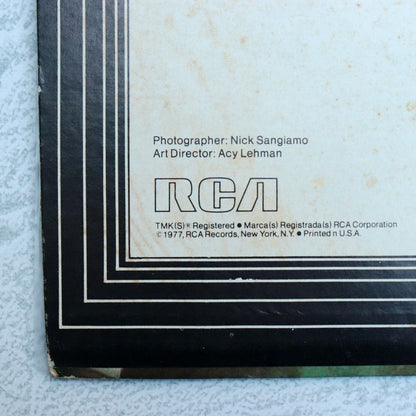 Photographer: Nick Sangiamo
Art Director: Acy Lehman
RCA
TMK(S)® Registered ● Marca(s) Registrada(s) RCA Corporation
© 1977, RCA Records, New York, N.Y. ● Printed n U.S.A.